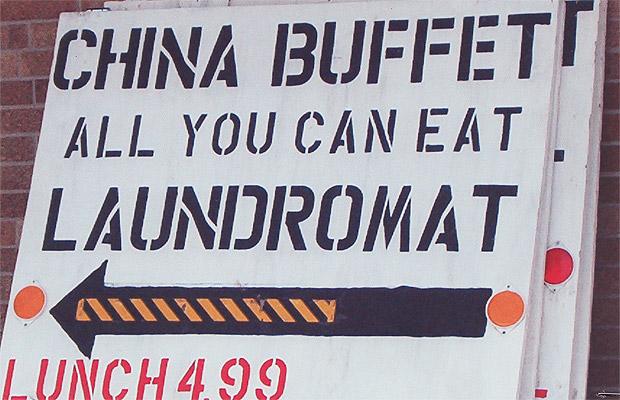 CHINA BUFFET
ALL YOU CAN EAT
LAUNDROMAT
LUNCH 4.99